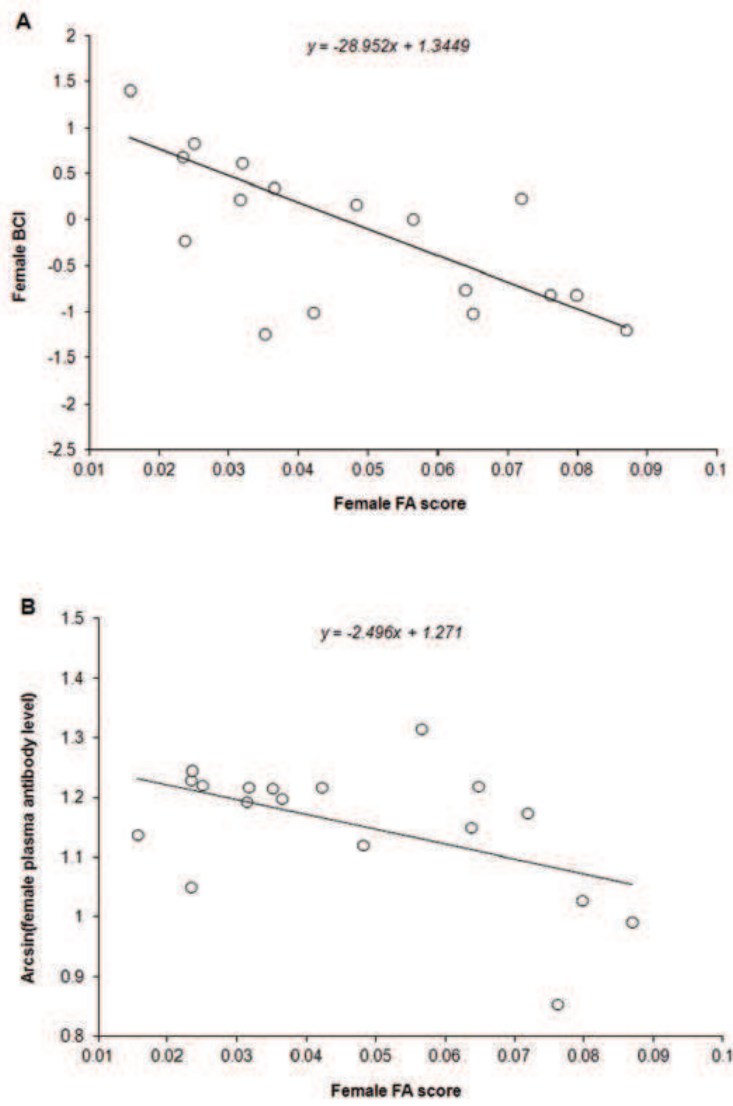 A
y = -28.952x + 1.3449
2
1.5
1
0.5
0
-0.5
-1
-1.5
-2
-2.5
Female BCI
0.01 0.02 0.03 0.04 0.05 0.06 0.07 0.08 0.09 0.1
Female FA score
B
y = -2.496x + 1.271
1.5
1.4
1.3
1.2
1.1
1
0.9
0.8
Arcsin(female plasma antibody level)
0.01 0.02 0.03 0.04 0.05 0.06 0.07 0.08 0.09 0.1
Female FA score